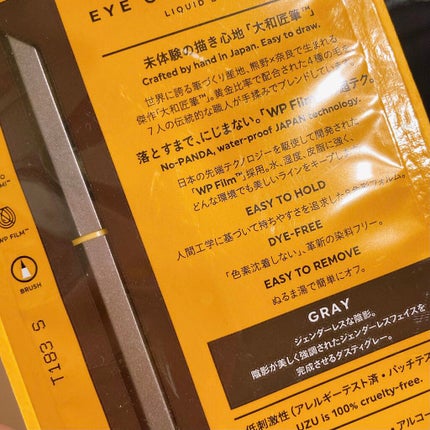 EYE
LIQUID
未体験の描き心地「大和匠筆™」
Crafted by hand in Japan. Easy to draw.
世界に誇る筆づくり産地、熊野×奈良で生まれる
傑作「大和匠筆™」。黄金比率で配合された4種の毛を
7人の伝統的な職人が手揉みでブレンドしています。
落とすまで、にじまない。「WP Film™」
No-PANDA, water-proof JAPAN technology.
日本の先端テクノロジーを駆使して開発された
「WP Film™」採用。水、湿度、皮脂に強く、
どんな環境でも美しいラインをキープし
EASY TO HOLD
人間工学に基づいて持ちやすさを追求した
DYE-FREE
「色素沈着しない」、革新の染料フリー。
EASY TO REMOVE
ぬるま湯で簡単にオフ。
GRAY
ジェンダーレスな陰影。
陰影が美しく強調されたジェンダーレスフェイスを
完成させるダスティグレー。
低刺激性(アレルギーテスト済・パッチテス
・アルコー
UZU is 100% cruelty-free.
WP FILM™
BRUSH
T183 S